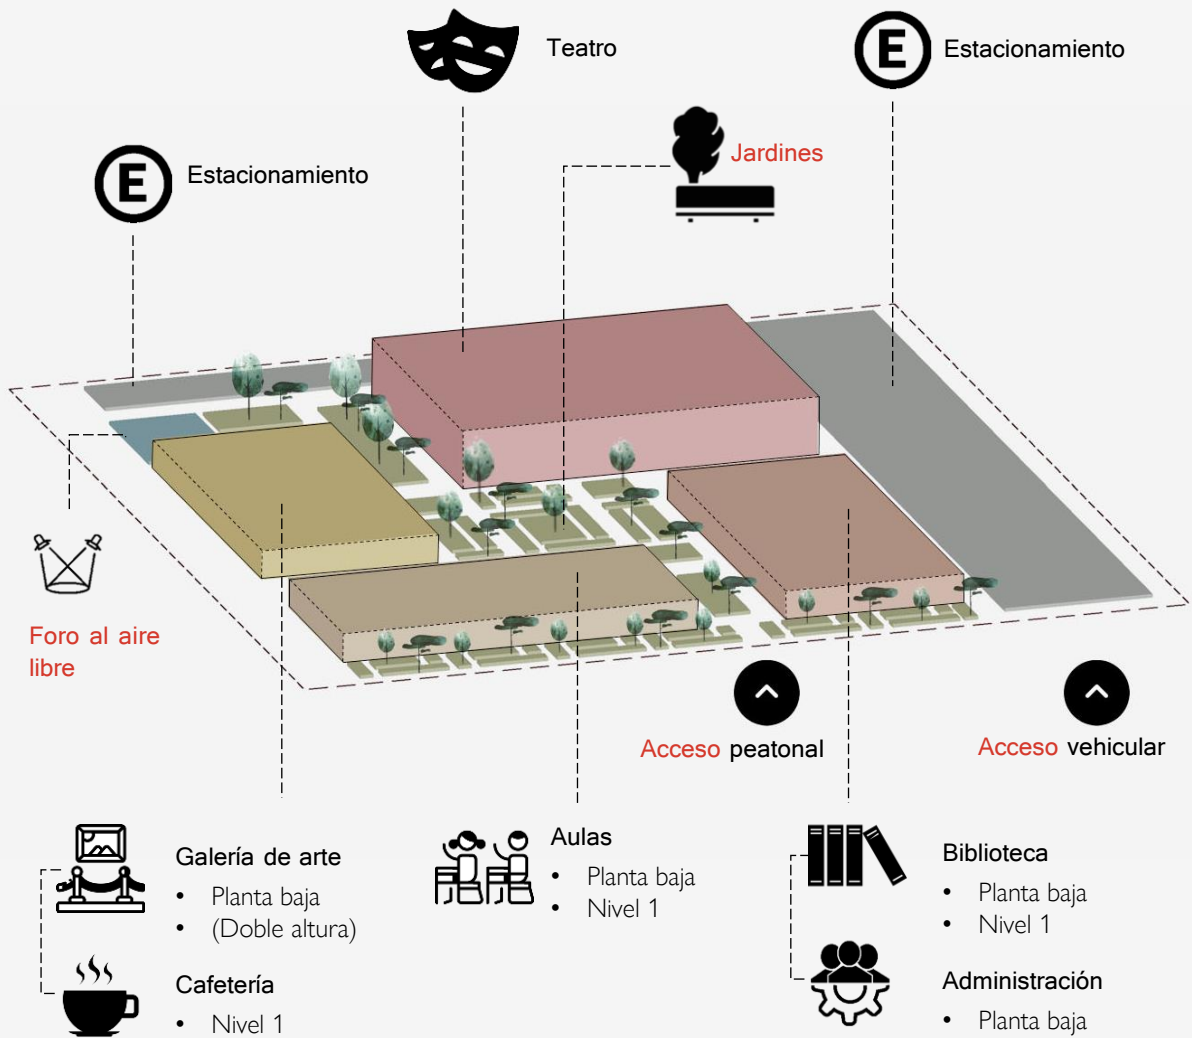 Teatro
E
Estacionamiento
Jardines
E
Estacionamiento
Foro al aire
libre
Acceso peatonal
Acceso vehicular
Galería de arte
• Planta baja
• (Doble altura)
Cafetería
• Nivel 1
Aulas
• Planta baja
• Nivel 1
Biblioteca
• Planta baja
• Nivel 1
Administración
• Planta baja